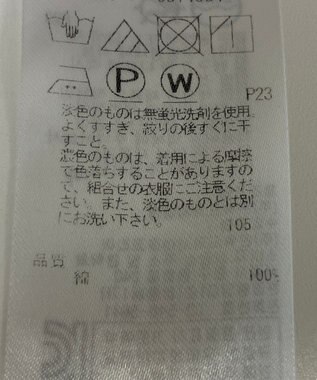 P W P23
淡色のものは無蛍光洗剤を使用
よくすすぎ、絞りの後すぐに干
すこと。
濃色のものは、着用による摩擦
で色落ちすることがありますの
で、組合せの衣服にご注意くだ
さい。また、淡色のものとは別
にお洗い下さい。
105
品質
綿 100%